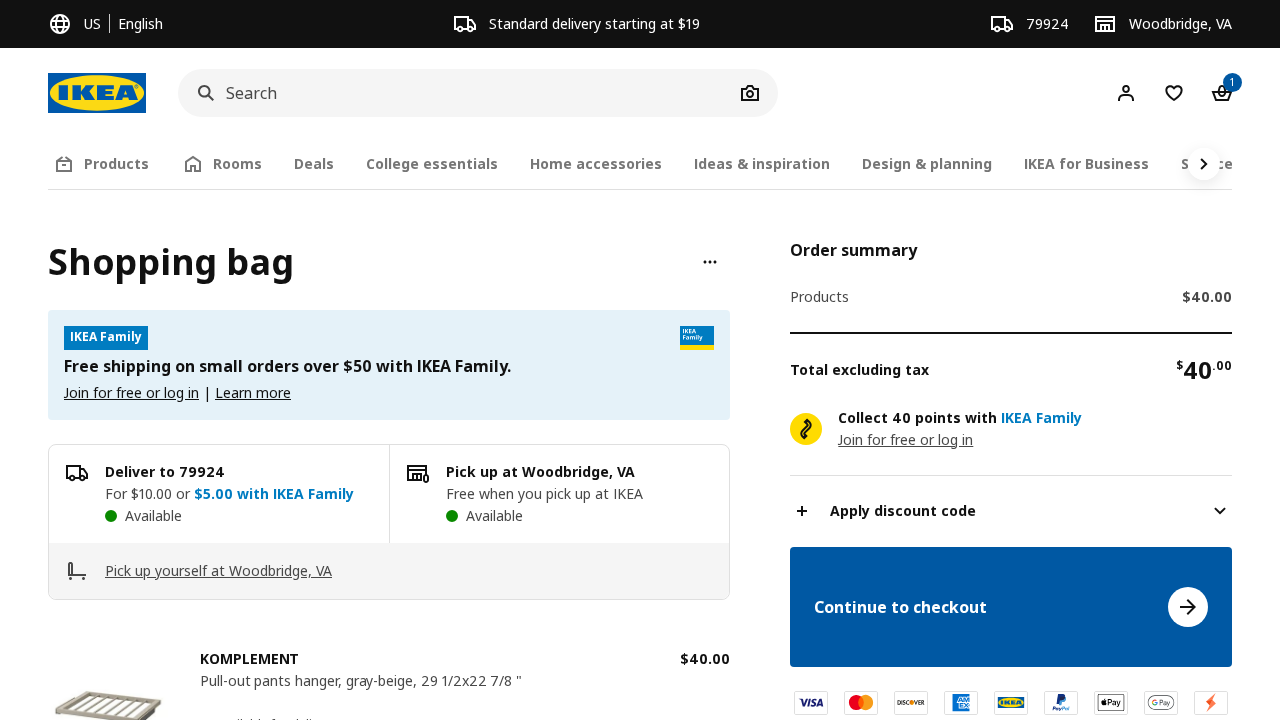 US English
Standard delivery starting at $19
79924
Woodbridge, VA
IKEA
Search
1
Products
Rooms
Deals
College essentials
Home accessories
Ideas & inspiration
Design & planning
IKEA for Business
Shopping bag
IKEA Family
IKEA
Family
Free shipping on small orders over $50 with IKEA Family.
Join for free or log in | Learn more
Deliver to 79924
For $10.00 or $5.00 with IKEA Family
Available
Pick up at Woodbridge, VA
Free when you pick up at IKEA
Available
Pick up yourself at Woodbridge, VA
KOMPLEMENT
$40.00
Pull-out pants hanger, gray-beige, 29 1/2x22 7/8 "
Order summary
Products $40.00
Total excluding tax $40.00
Collect 40 points with IKEA Family
Join for free or log in
Apply discount code
Continue to checkout
VISA
DISCOVER
IKEA
PayPal
Pay
G Pay